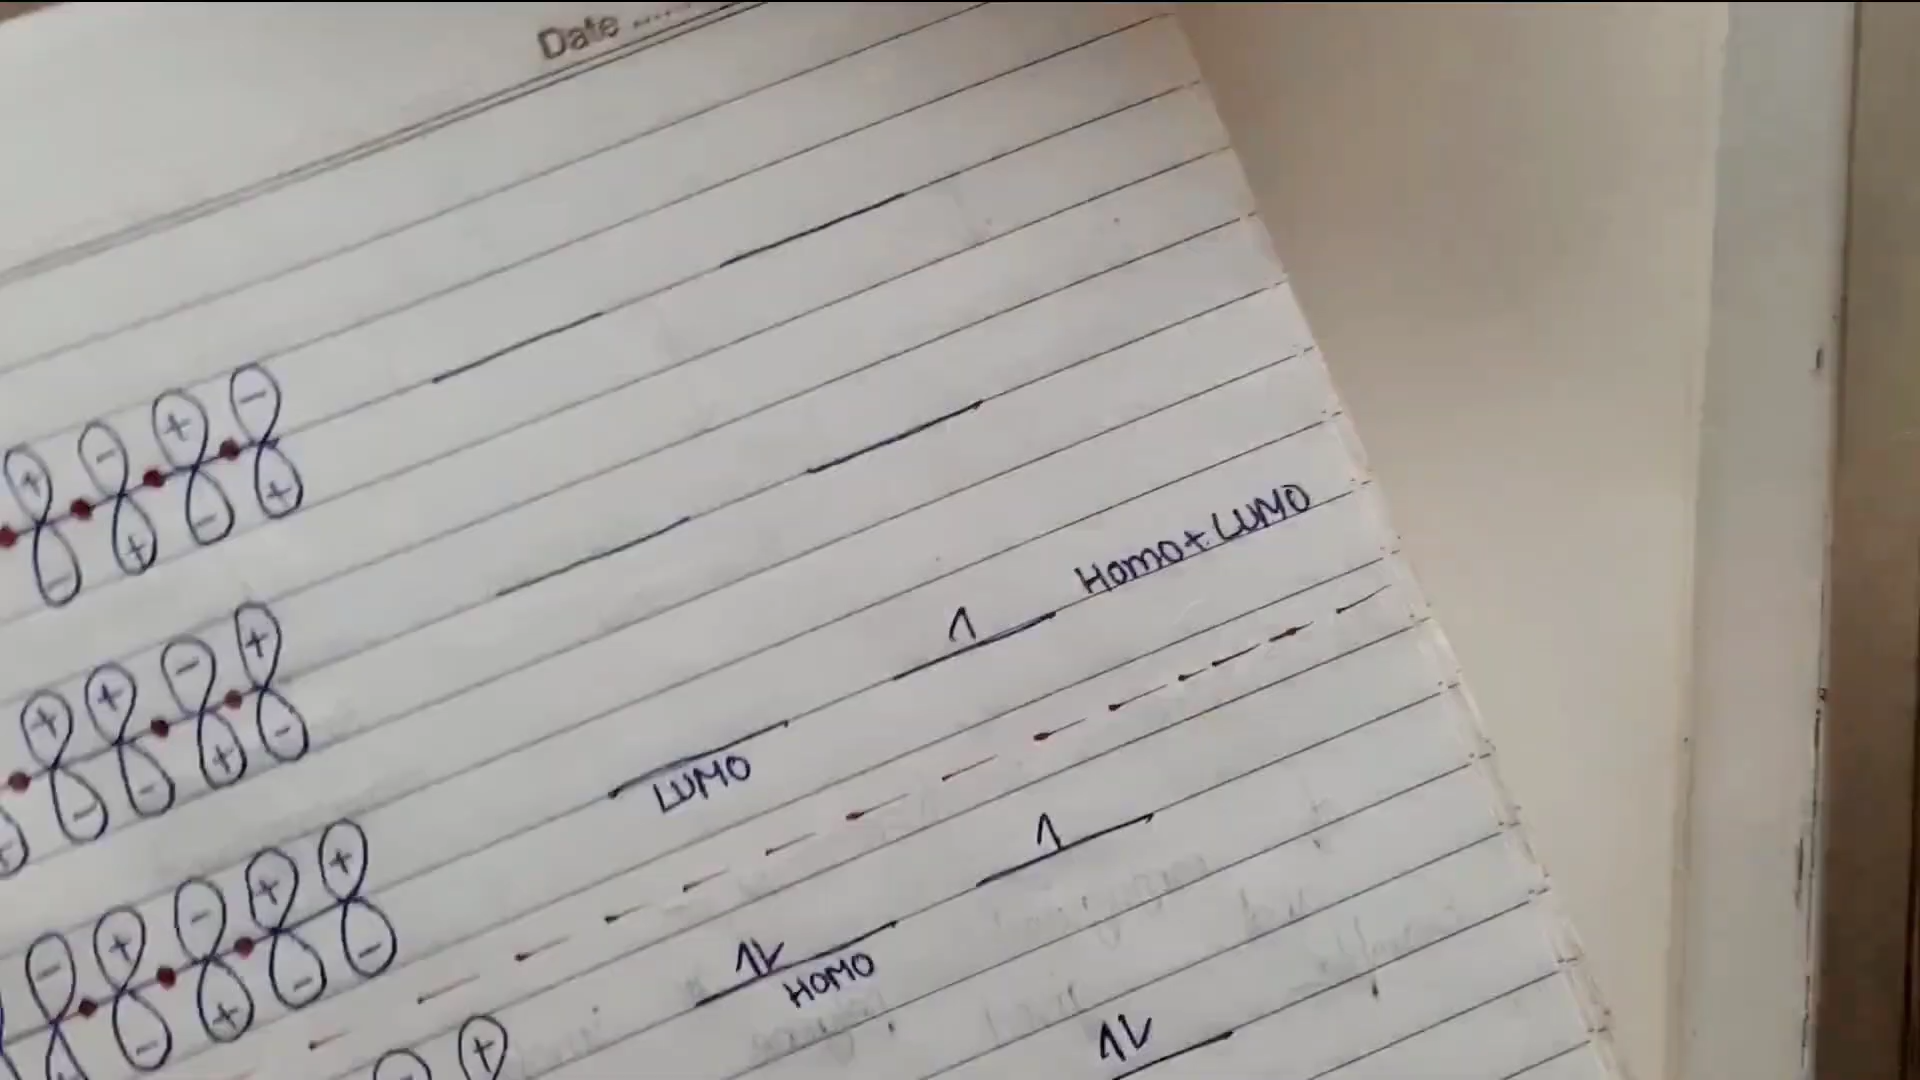 Date
+ - + -
- + - +
Homo + LUMO
+ + - +
- - + -
LUMO
- + - + +
- + - -
HOMO
+